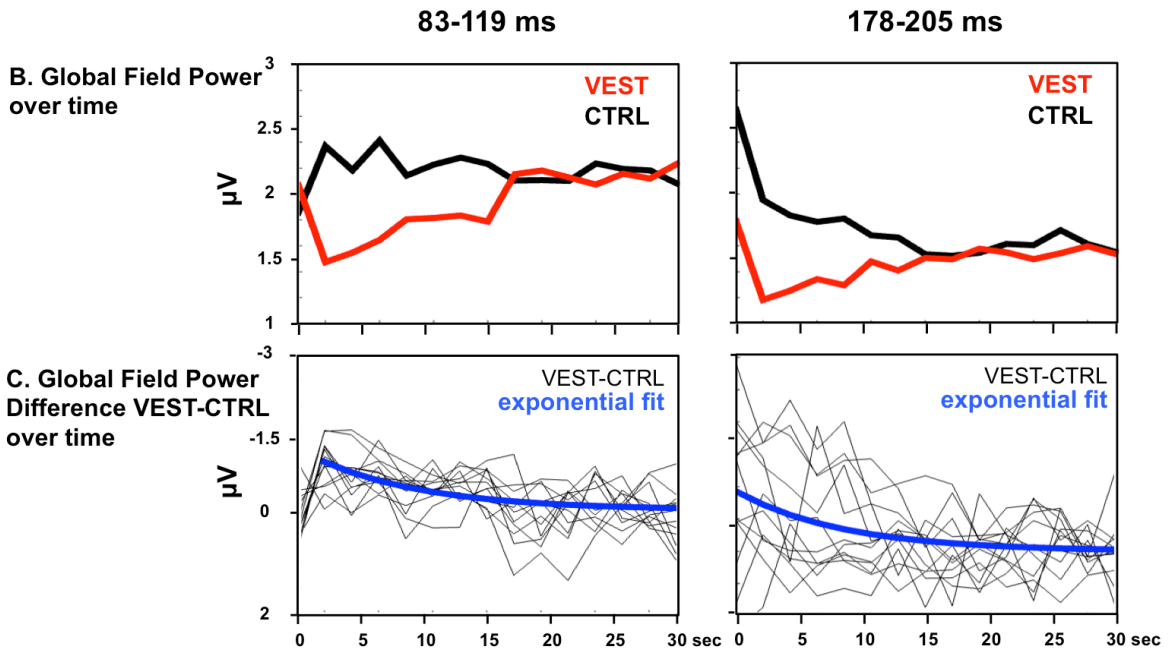 83-119 ms
178-205 ms
B. Global Field Power
over time
3
2.5
2
1.5
1
µV
VEST
CTRL
VEST
CTRL
C. Global Field Power
Difference VEST-CTRL
over time
-3
-1.5
0
2
µV
VEST-CTRL
exponential fit
VEST-CTRL
exponential fit
0 5 10 15 20 25 30 sec
0 5 10 15 20 25 30 sec